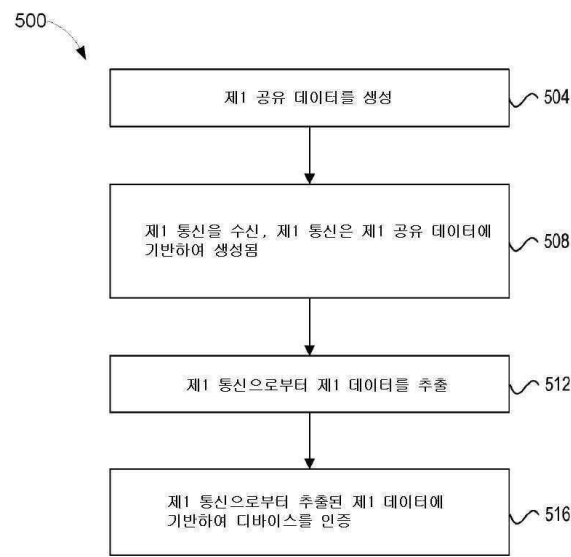 500
제1 공유 데이터를 생성
504
제1 통신을 수신, 제1 통신은 제1 공유 데이터에
기반하여 생성됨
508
제1 통신으로부터 제1 데이터를 추출
512
제1 통신으로부터 추출된 제1 데이터에
기반하여 디바이스를 인증
516